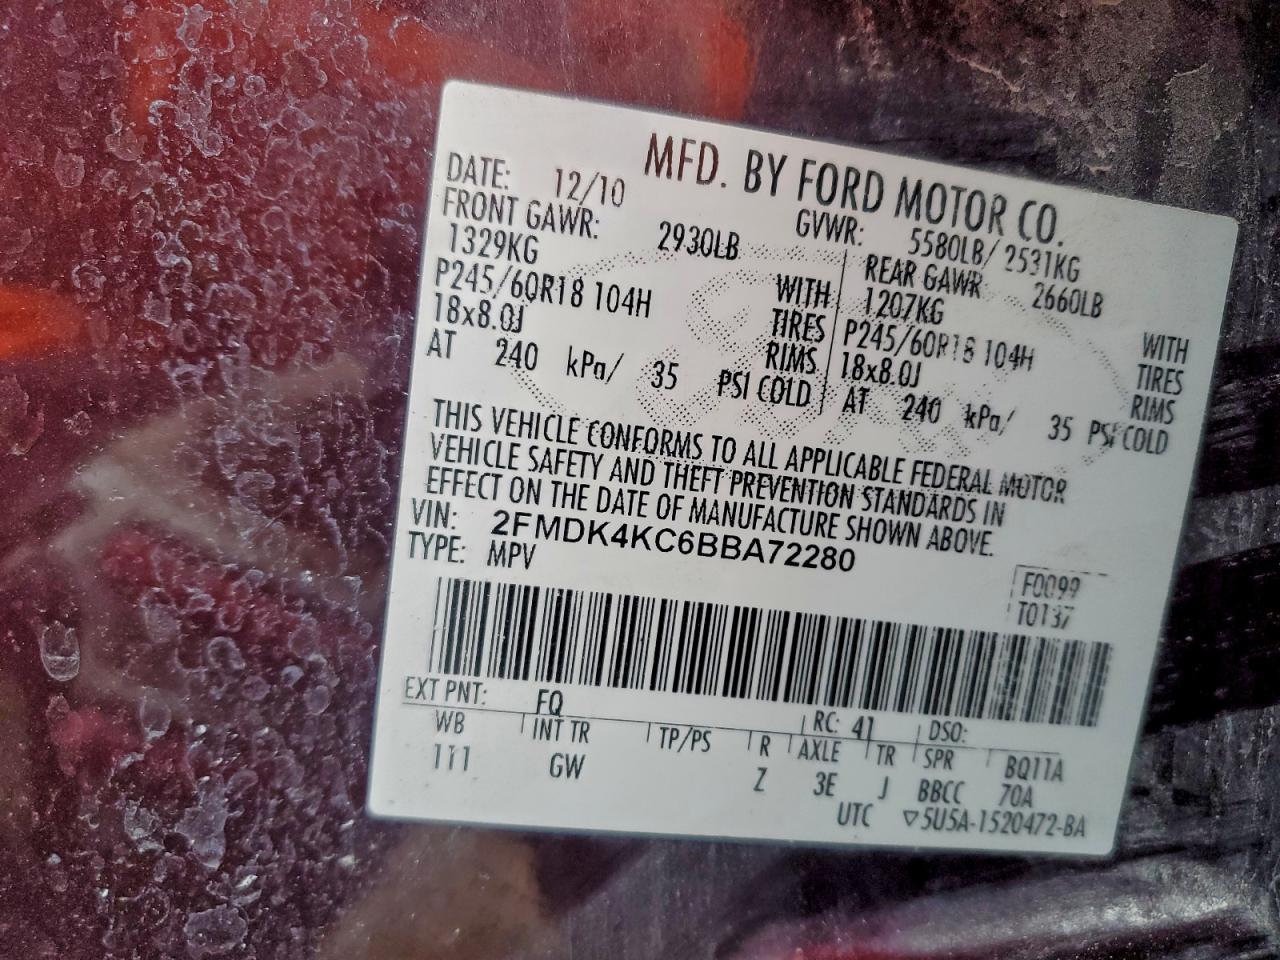 MFD. BY FORD MOTOR CO.
DATE: 12/10 GVWR: 5580LB/ 2531KG
FRONT GAWR: 2930LB REAR GAWR 2660LB
1329KG WITH 1207KG WITH
P245/60R18 104H TIRES P245/60R18 104H TIRES
18x8.0J RIMS 18x8.0J RIMS
AT 240 kPa/ 35 PSI COLD AT 240 kPa/ 35 PSI COLD
THIS VEHICLE CONFORMS TO ALL APPLICABLE FEDERAL MOTOR
VEHICLE SAFETY AND THEFT PREVENTION STANDARDS IN
EFFECT ON THE DATE OF MANUFACTURE SHOWN ABOVE.
VIN: 2FMDK4KC6BBA72280
TYPE: MPV
F0099
T0137
EXT PNT: FQ RC: 41 DSO:
WB INT TR TP/PS R AXLE TR SPR BQ11A
111 GW Z 3E J BBCC 70A
UTC ▽5U5A-1520472-BA